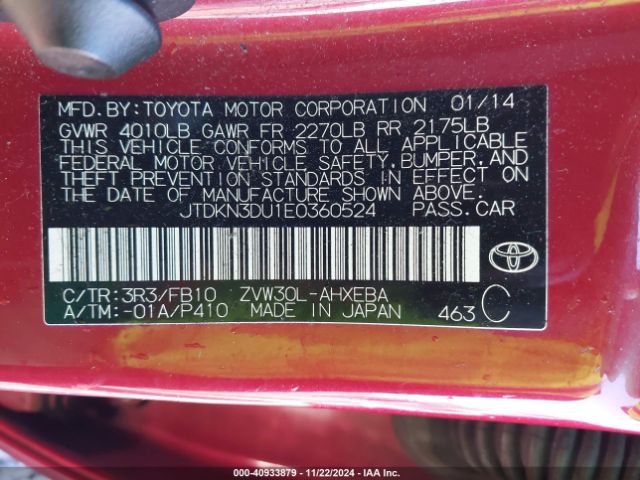 MFD. BY: TOYOTA MOTOR CORPORATION 01/14
GVWR 4010LB GAWR FR 2270LB RR 2175LB
THIS VEHICLE CONFORMS TO ALL APPLICABLE
FEDERAL MOTOR VEHICLE SAFETY, BUMPER, AND
THEFT PREVENTION STANDARDS IN EFFECT ON
THE DATE OF MANUFACTURE SHOWN ABOVE.
JTDKN3DU1E0360524 PASS. CAR
C/TR: 3R3/FB10 ZVW30L-AHXEBA
A/TM: -01A/P410 MADE IN JAPAN 463 C
000-40933879 - 11/22/2024 - IAA, Inc.